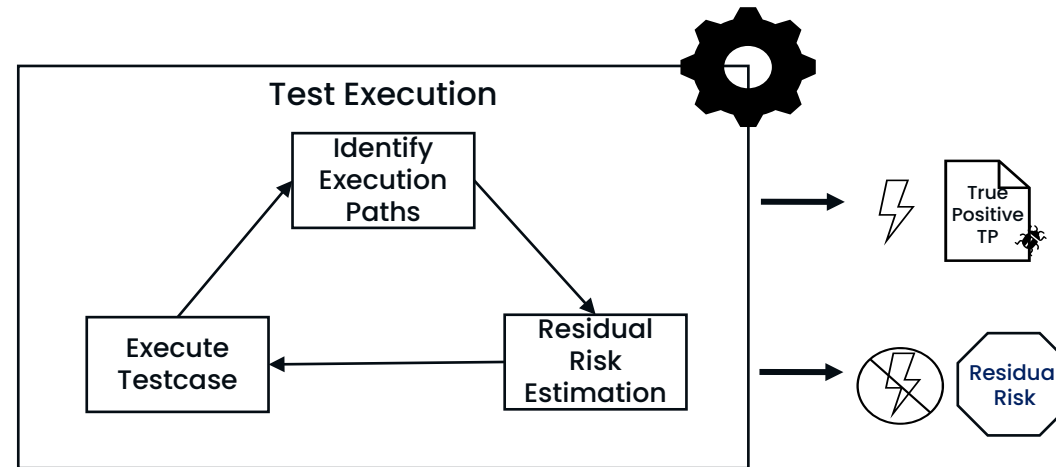 Test Execution
Identify
Execution
Paths
True
Positive
TP
Residual
Risk
Estimation
Execute
Testcase
Residua
Risk